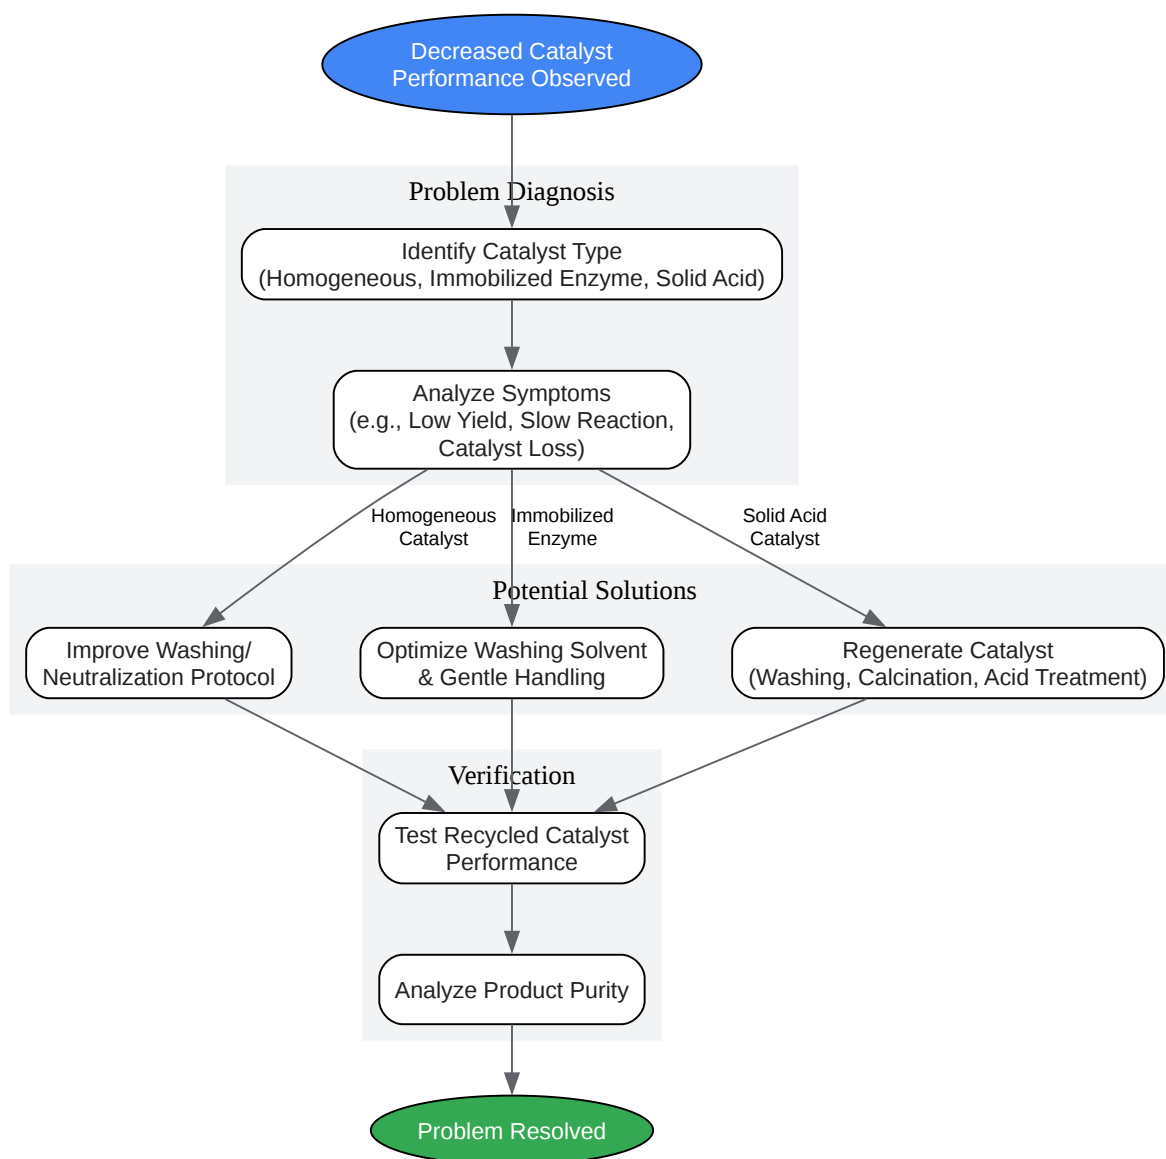 Decreased Catalyst
Performance Observed
Problem Diagnosis
Identify Catalyst Type
(Homogeneous, Immobilized Enzyme, Solid Acid)
Analyze Symptoms
(e.g., Low Yield, Slow Reaction,
Catalyst Loss)
Homogeneous
Catalyst
Immobilized
Enzyme
Solid Acid
Catalyst
Potential Solutions
Improve Washing/
Neutralization Protocol
Optimize Washing Solvent
& Gentle Handling
Regenerate Catalyst
(Washing, Calcination, Acid Treatment)
Verification
Test Recycled Catalyst
Performance
Analyze Product Purity
Problem Resolved